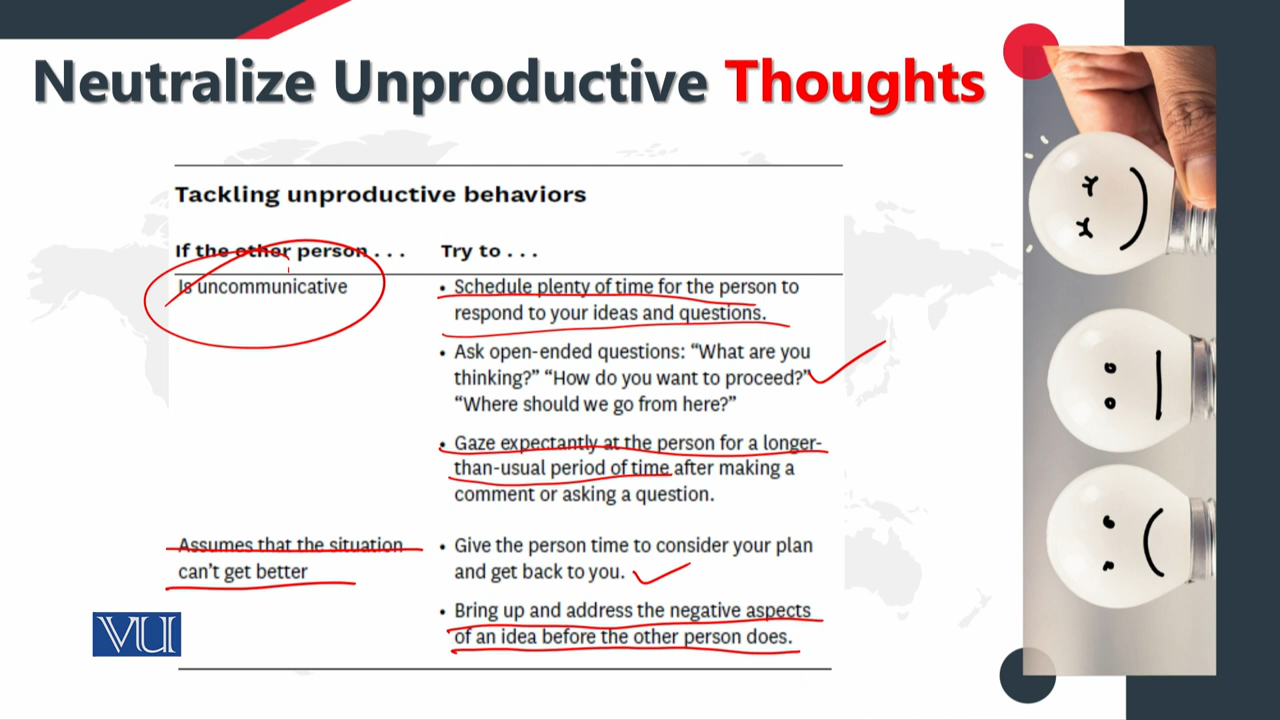 Neutralize Unproductive Thoughts
Tackling unproductive behaviors
If the other person . . .
Try to . . .
Is uncommunicative
• Schedule plenty of time for the person to
respond to your ideas and questions.
• Ask open-ended questions: “What are you
thinking?” “How do you want to proceed?”
“Where should we go from here?”
• Gaze expectantly at the person for a longer-
than-usual period of time after making a
comment or asking a question.
Assumes that the situation
can’t get better
• Give the person time to consider your plan
and get back to you.
• Bring up and address the negative aspects
of an idea before the other person does.
VU